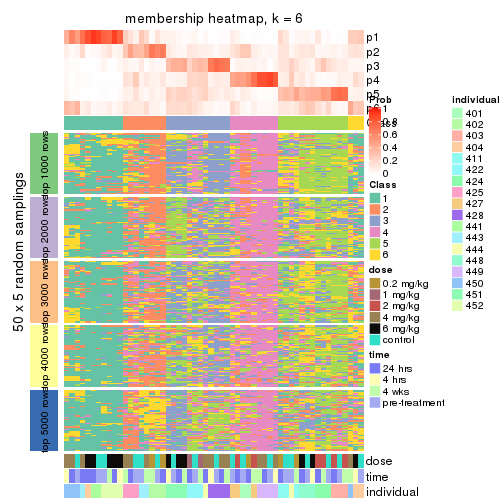 membership heatmap, k = 6
p1
p2
p3
p4
p5
Prob
1
0.8
0.6
0.4
0.2
0
Class
1
2
3
4
5
6
dose
0.2 mg/kg
1 mg/kg
2 mg/kg
4 mg/kg
6 mg/kg
control
time
24 hrs
4 hrs
4 wks
pre-treatment
Individual
401
402
403
404
411
422
424
425
427
428
441
443
444
448
449
450
451
452
50 x 5 random samplings
top 1000 rows
top 2000 rows
top 3000 rows
top 4000 rows
top 5000 rows
dose
time
individual